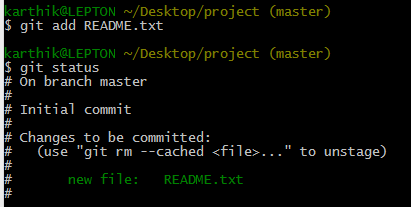 karthik@LEPTON ~/Desktop/project (master)
$ git add README.txt
karthik@LEPTON ~/Desktop/project (master)
$ git status
# On branch master
#
# Initial commit
#
# Changes to be committed:
#   (use "git rm --cached <file>..." to unstage)
#
#       new file:   README.txt
#